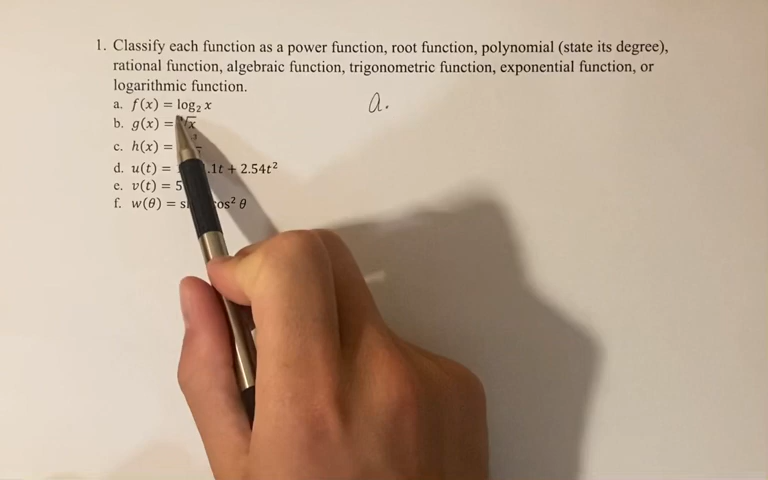 1. Classify each function as a power function, root function, polynomial (state its degree),
rational function, algebraic function, trigonometric function, exponential function, or
logarithmic function.
a. f(x) = log₂ x
a.
b. g(x) = √x
c. h(x) =
d. u(t) = .1t + 2.54t²
e. v(t) = 5
f. w(θ) = cos² θ